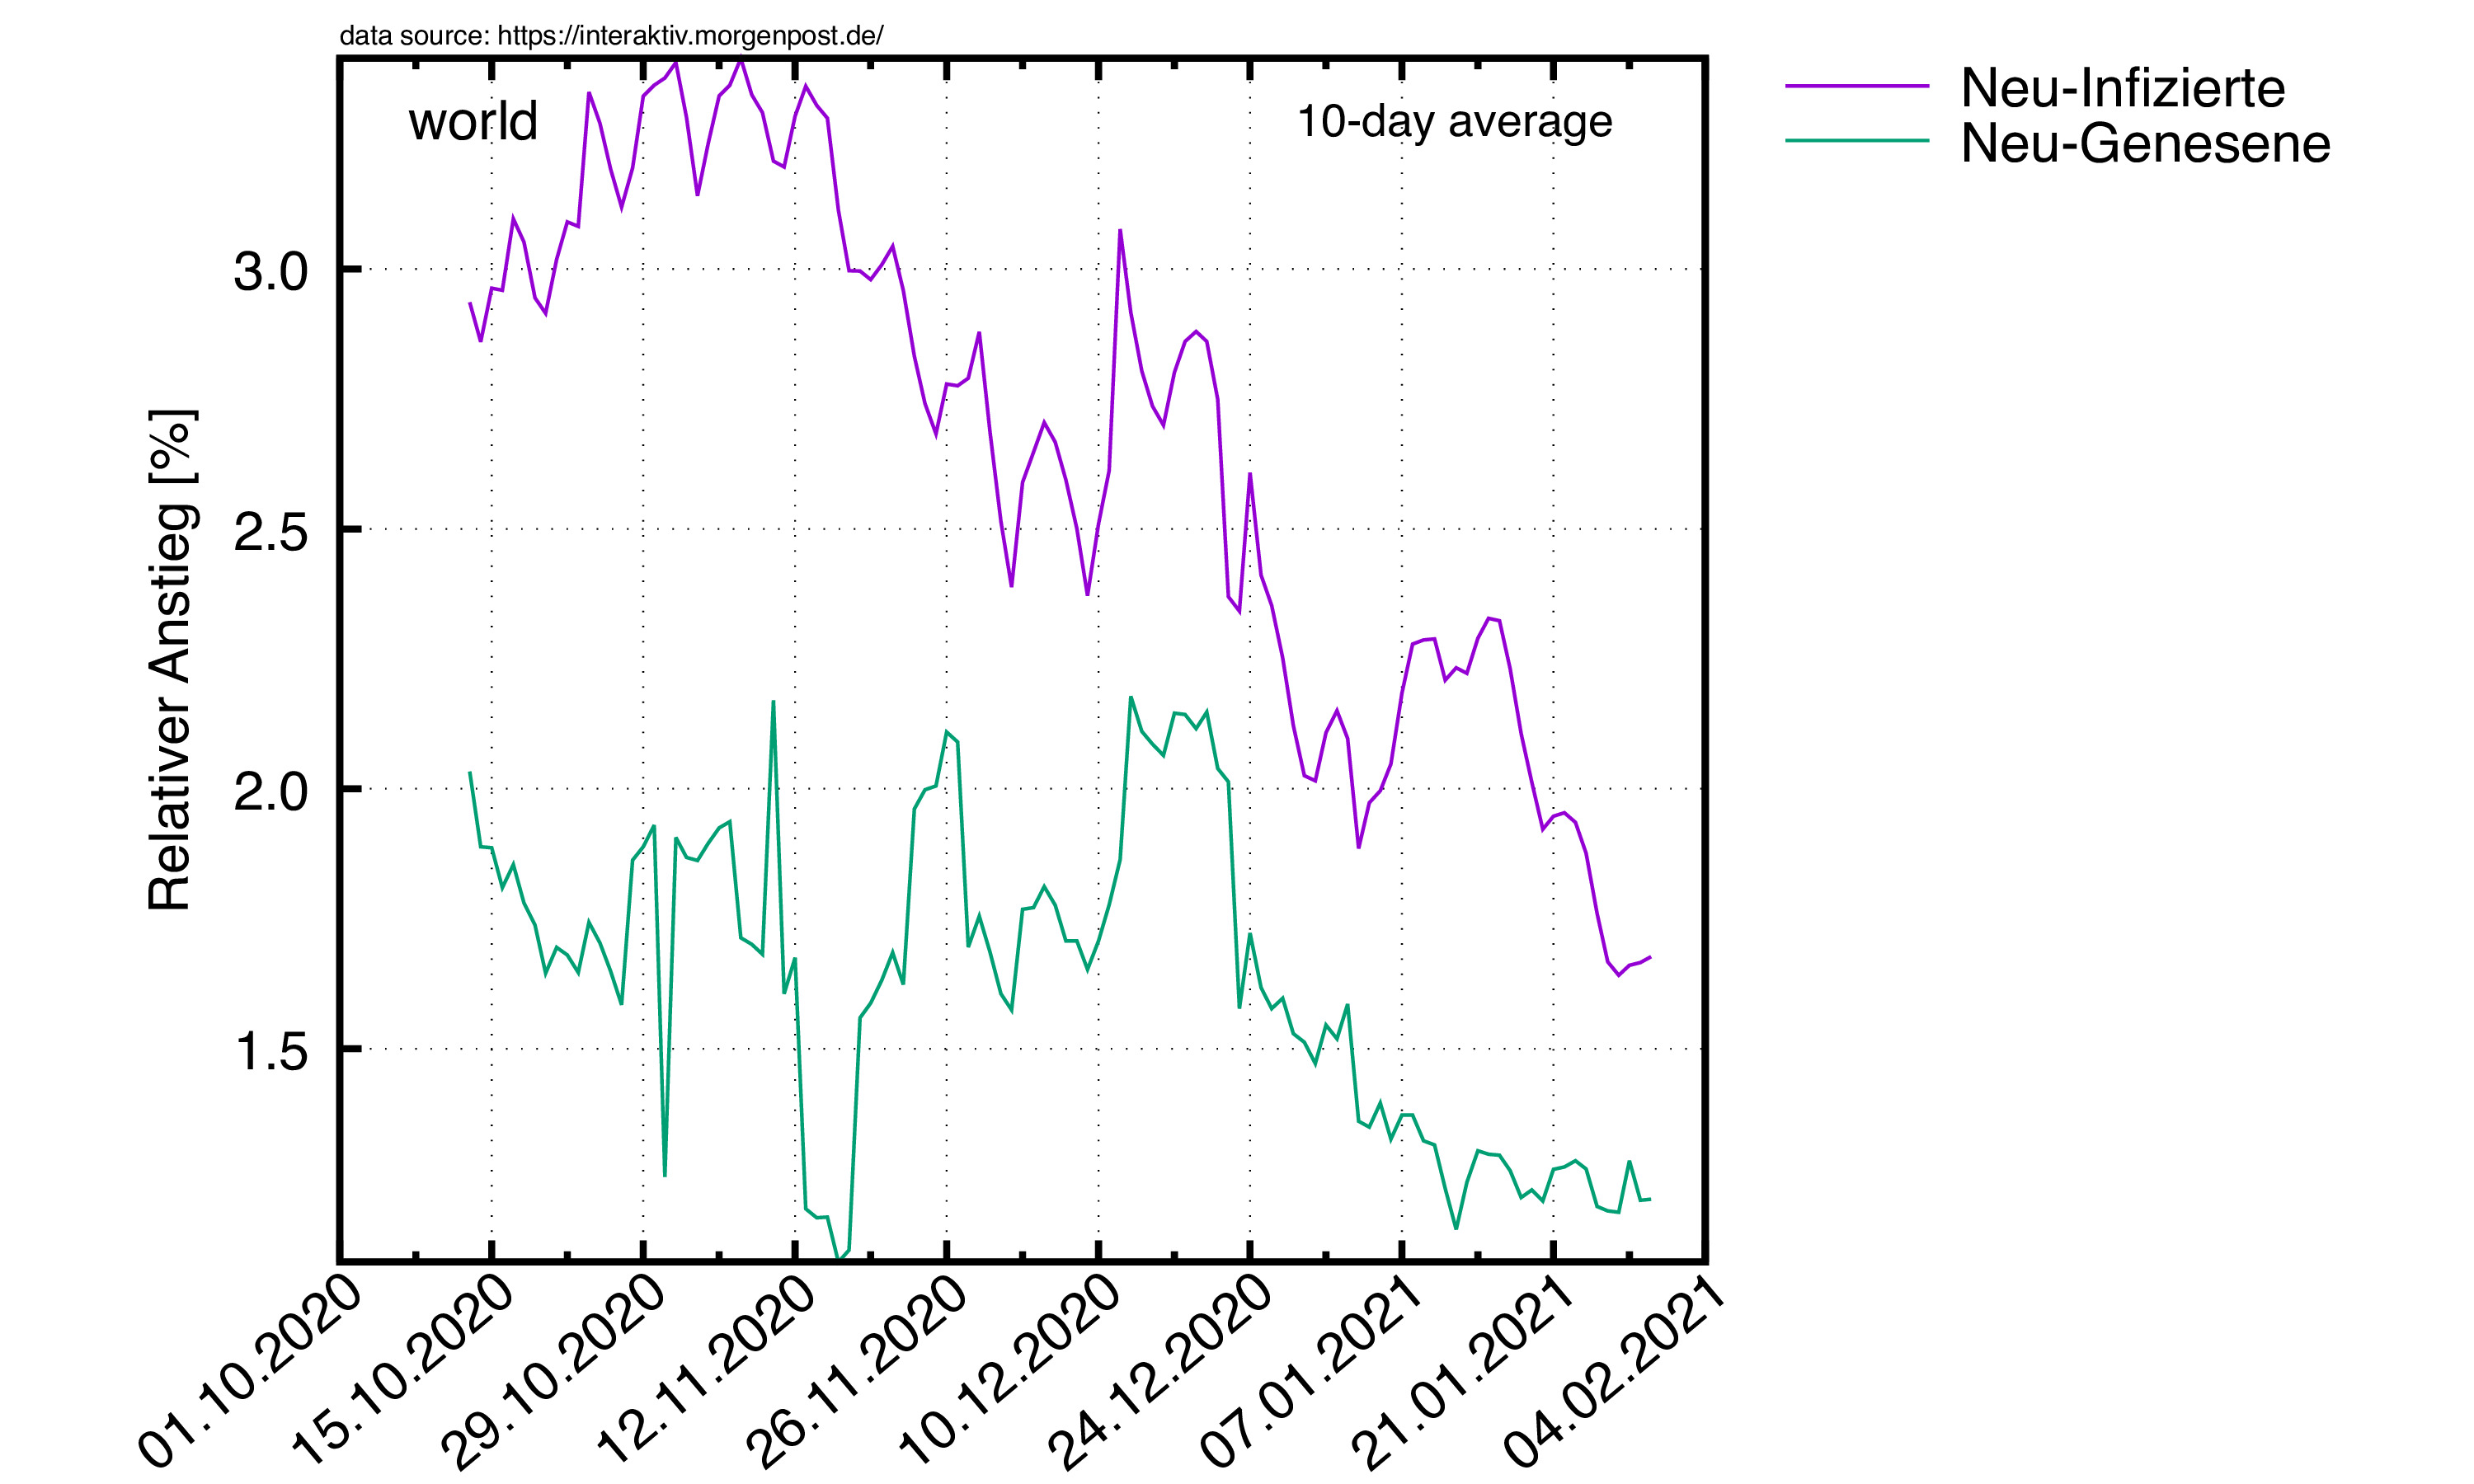 data source: https://interaktiv.morgenpost.de/
world
10-day average
Neu-Infizierte
Neu-Genesene
Relativer Anstieg [%]
3.0
2.5
2.0
1.5
01.10.2020
15.10.2020
29.10.2020
12.11.2020
26.11.2020
10.12.2020
24.12.2020
07.01.2021
21.01.2021
04.02.2021